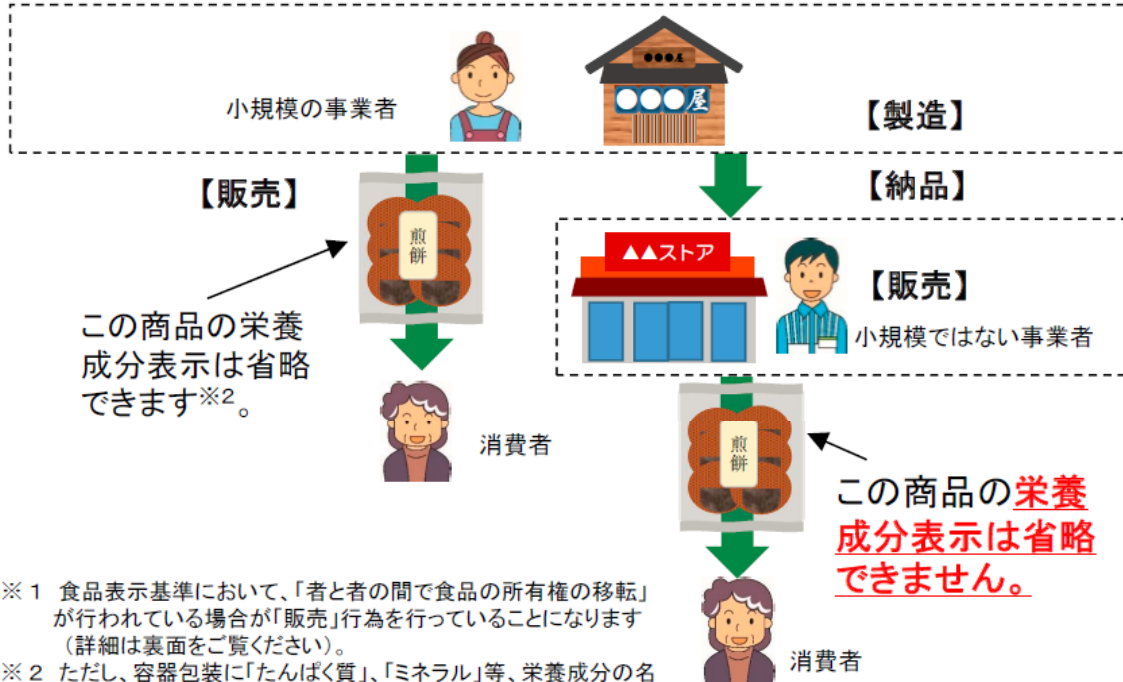 小規模の事業者
●●●屋
屋
【製造】
【販売】
【納品】
煎餅
▲▲ストア
【販売】
小規模ではない事業者
この商品の栄養
成分表示は省略
できます※2。
消費者
煎餅
この商品の栄養
成分表示は省略
できません。
※1 食品表示基準において、「者と者の間で食品の所有権の移転」
が行われている場合が「販売」行為を行っていることになります
（詳細は裏面をご覧ください）。
※2 ただし、容器包装に「たんぱく質」、「ミネラル」等、栄養成分の名
消費者